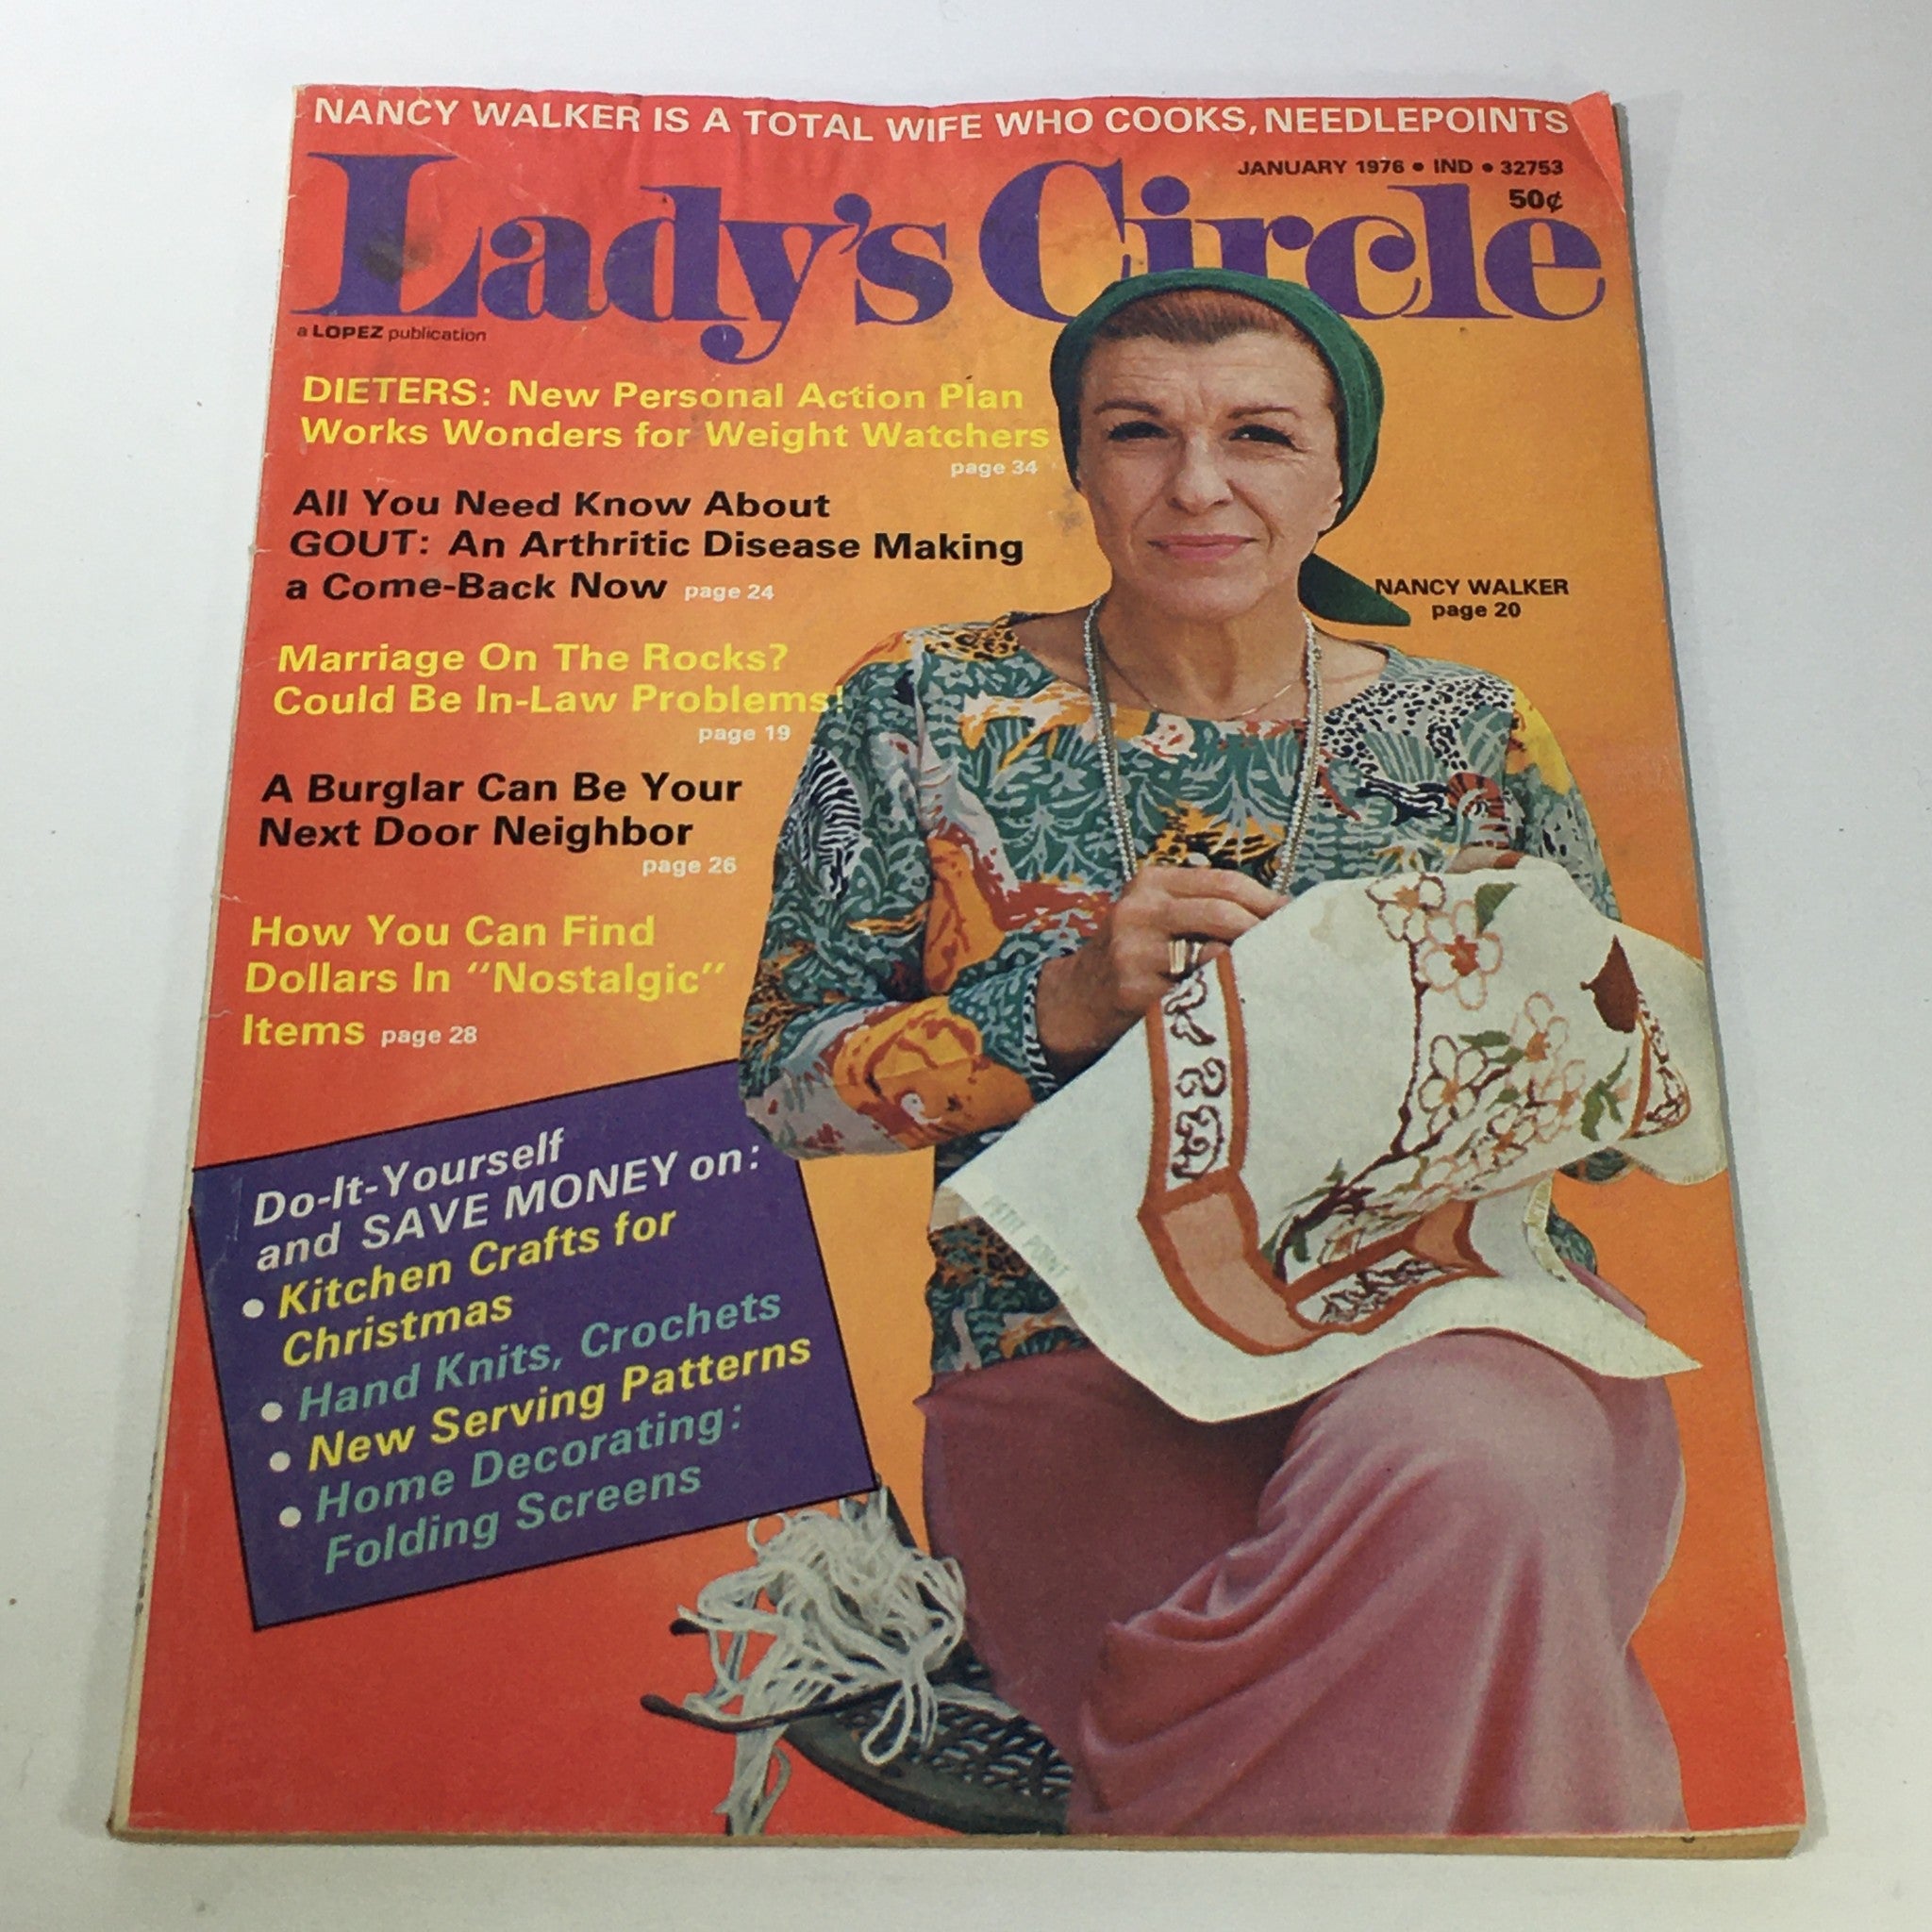 NANCY WALKER IS A TOTAL WIFE WHO COOKS, NEEDLEPOINTS
JANUARY 1976 • IND • 32753
50¢
Lady's Circle
a LOPEZ publication
DIETERS: New Personal Action Plan
Works Wonders for Weight Watchers
page 34
All You Need Know About
GOUT: An Arthritic Disease Making
a Come-Back Now page 24
NANCY WALKER
page 20
Marriage On The Rocks?
Could Be In-Law Problems!
page 19
A Burglar Can Be Your
Next Door Neighbor
page 26
How You Can Find
Dollars In "Nostalgic"
Items page 28
Do-It-Yourself
and SAVE MONEY on:
• Kitchen Crafts for
Christmas
• Hand Knits, Crochets
• New Serving Patterns
• Home Decorating:
Folding Screens
PETIT POINT